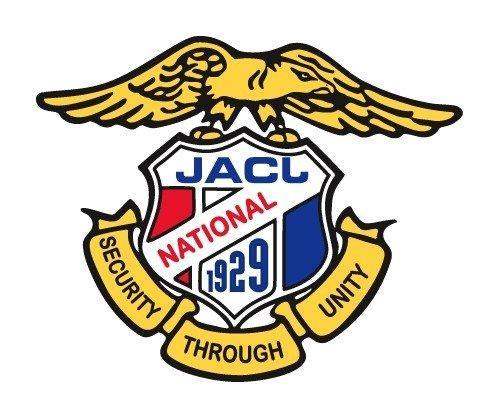 JACL
NATIONAL
1929
SECURITY
THROUGH
UNITY